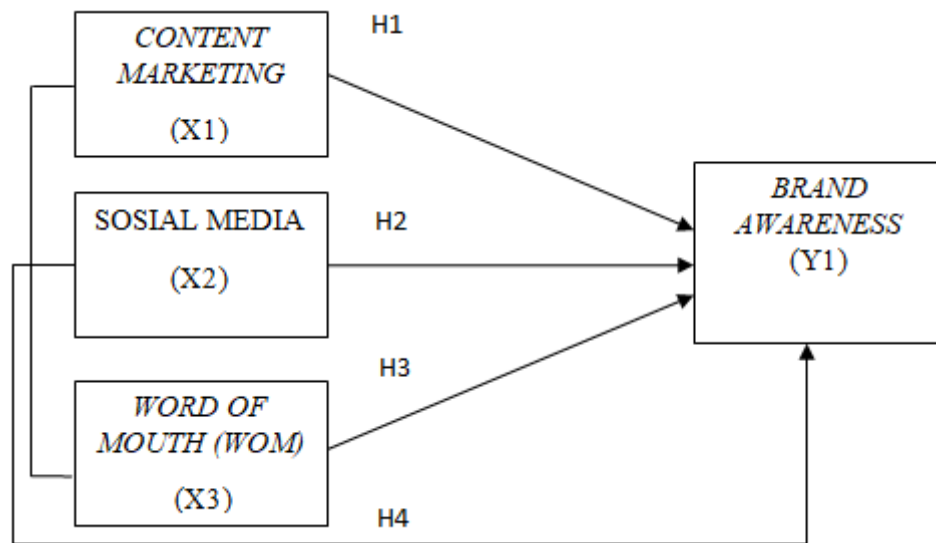 CONTENT
MARKETING
(X1)
H1
SOSIAL MEDIA
(X2)
H2
WORD OF
MOUTH (WOM)
(X3)
H3
H4
BRAND
AWARENESS
(Y1)